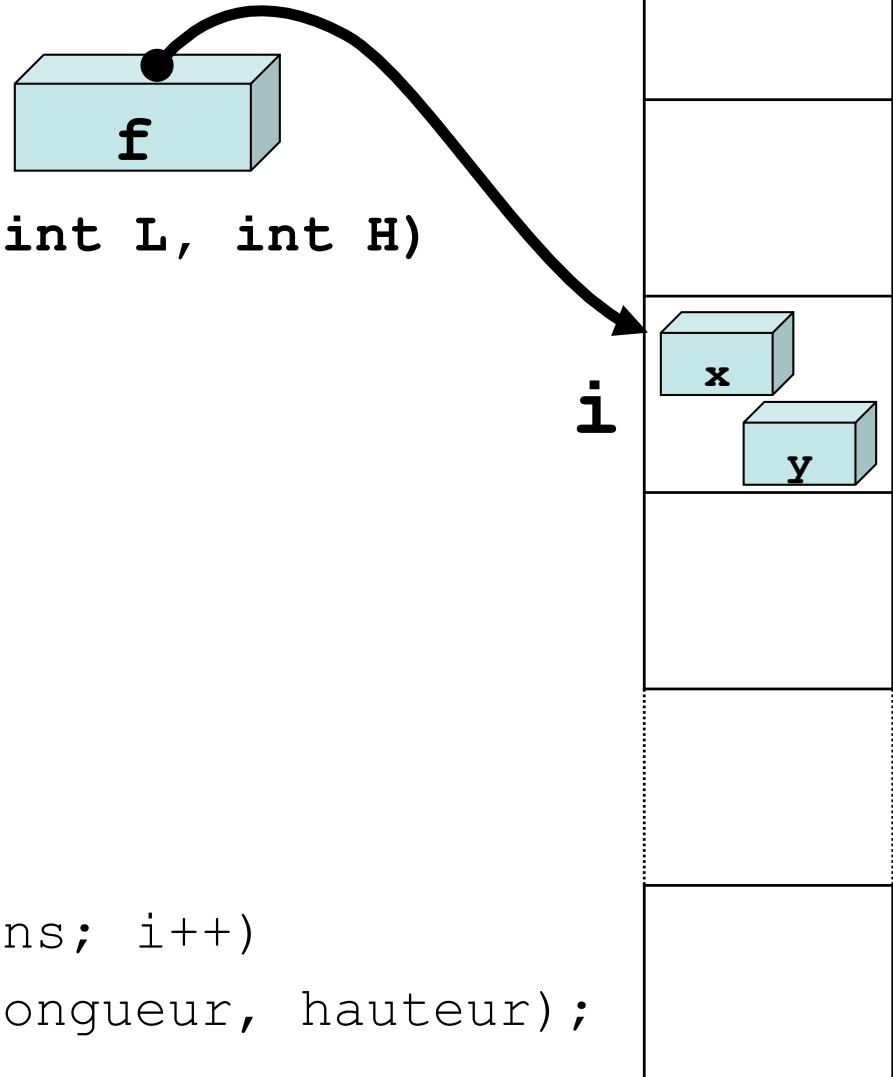 f
int L, int H)
x
i
y
ns; i++)
ongueur, hauteur);